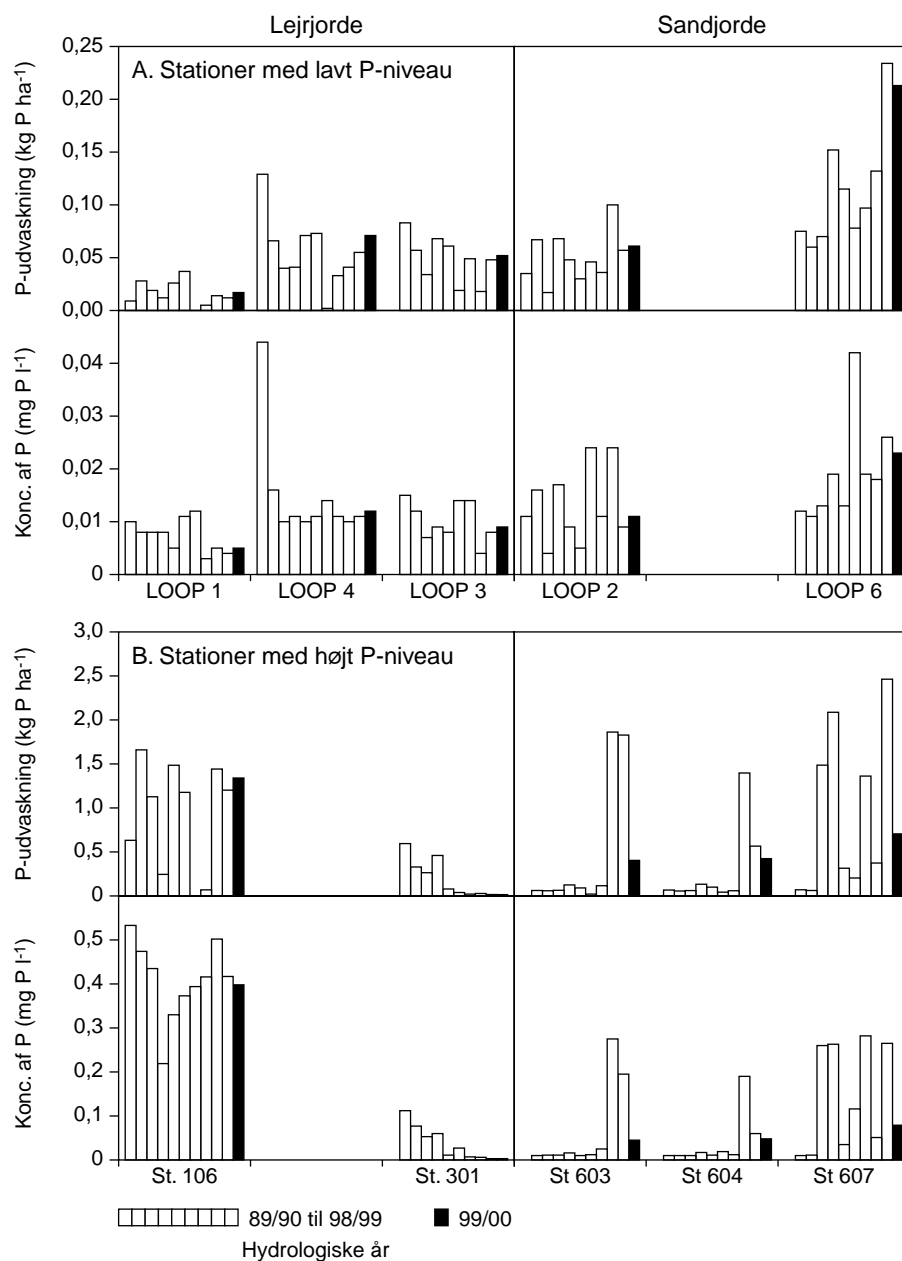 Lejrjorde
Sandjorde
A. Stationer med lavt P-niveau
P-udvaskning (kg P ha⁻¹)
0,25
0,20
0,15
0,10
0,05
0,00
Konc. af P (mg P l⁻¹)
0,04
0,03
0,02
0,01
0
LOOP 1
LOOP 4
LOOP 3
LOOP 2
LOOP 6
B. Stationer med højt P-niveau
P-udvaskning (kg P ha⁻¹)
3,0
2,5
2,0
1,5
1,0
0,5
0
Konc. af P (mg P l⁻¹)
0,5
0,4
0,3
0,2
0,1
0
St. 106
St. 301
St 603
St 604
St 607
89/90 til 98/99
99/00
Hydrologiske år